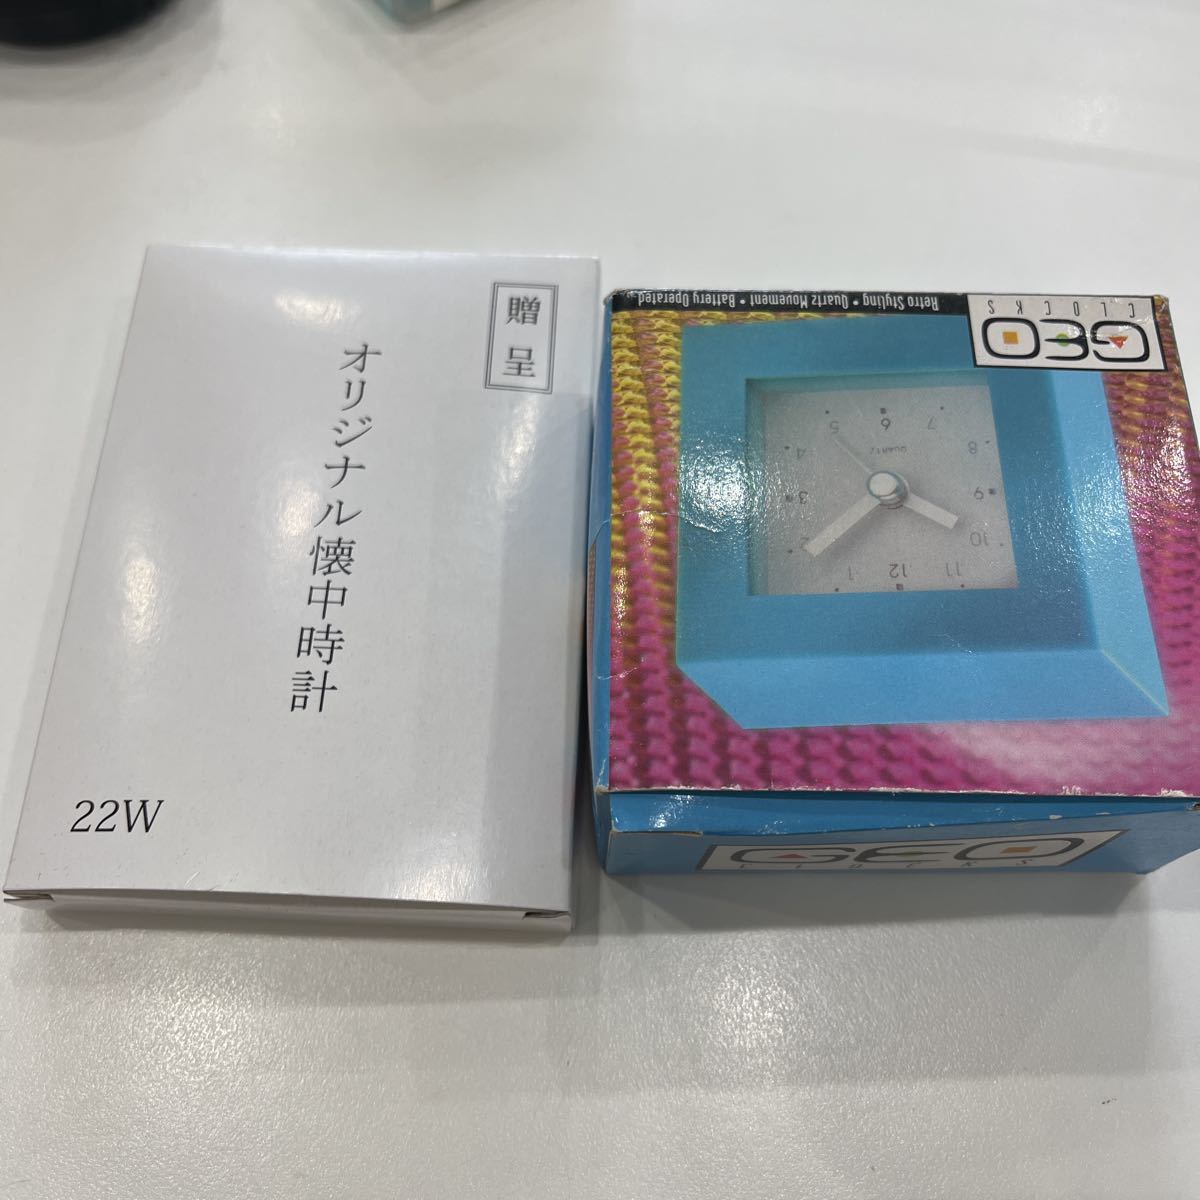 贈呈
オリジナル懐中時計
22W
Retro Styling • Quartz Movement • Battery Operated
GEO
CLOCKS
12
1
2
3
4
5
6
7
8
9
10
11
QUARTZ
GEO
CLOCKS